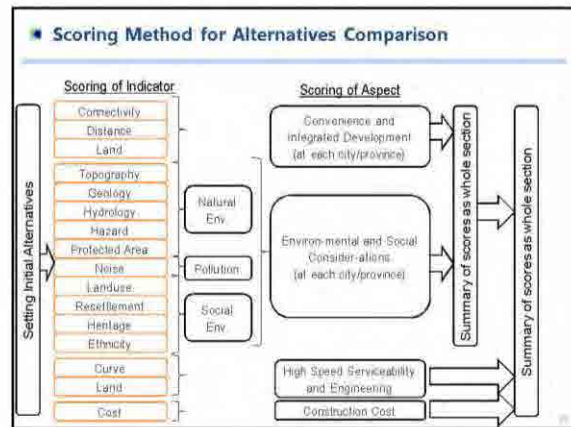 Scoring Method for Alternatives Comparison
Scoring of Indicator
Scoring of Aspect
Setting Initial Alternatives
Connectivity
Distance
Land
Topography
Geology
Hydrology
Hazard
Protected Area
Noise
Landuse
Resettlement
Heritage
Ethnicity
Curve
Land
Cost
Natural
Env.
Pollution
Social
Env.
Convenience and
Integrated Development
(at each city/province)
Environ-mental and Social
Consider-ations
(at each city/province)
High Speed Serviceability
and Engineering
Construction Cost
Summary of scores as whole section
Summary of scores as whole section